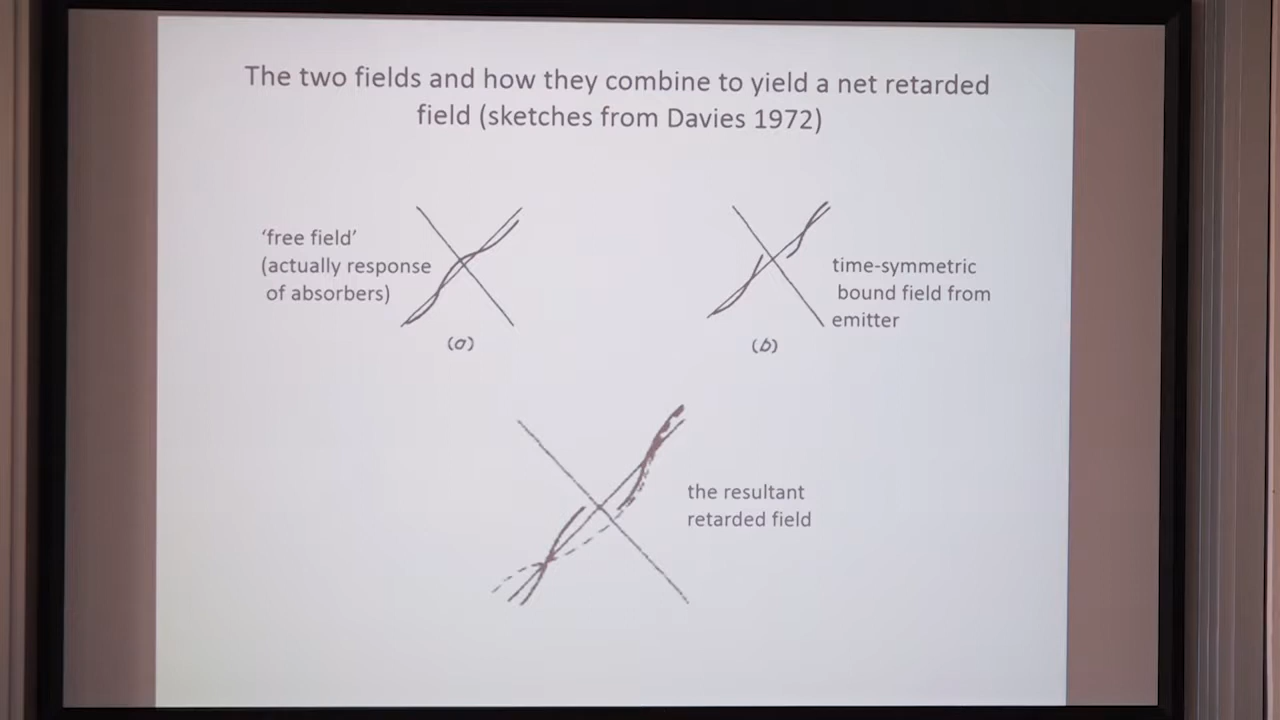 The two fields and how they combine to yield a net retarded
field (sketches from Davies 1972)
‘free field’
(actually response
of absorbers)
(a)
time-symmetric
bound field from
emitter
(b)
the resultant
retarded field